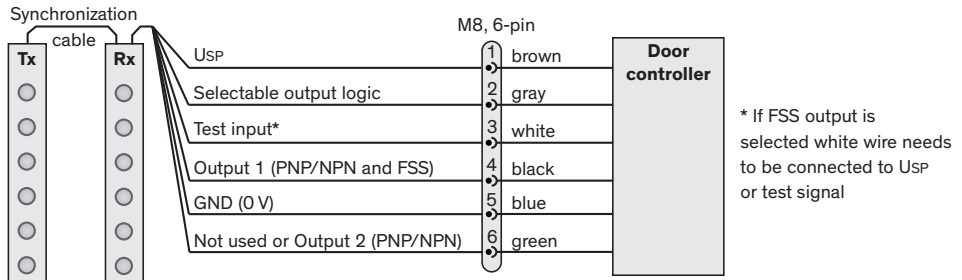 Synchronization
cable
M8, 6-pin
Tx
Rx
Door
controller
USP
1 brown
Selectable output logic
2 gray
Test input*
3 white
Output 1 (PNP/NPN and FSS)
4 black
GND (0 V)
5 blue
Not used or Output 2 (PNP/NPN)
6 green
* If FSS output is
selected white wire needs
to be connected to USP
or test signal